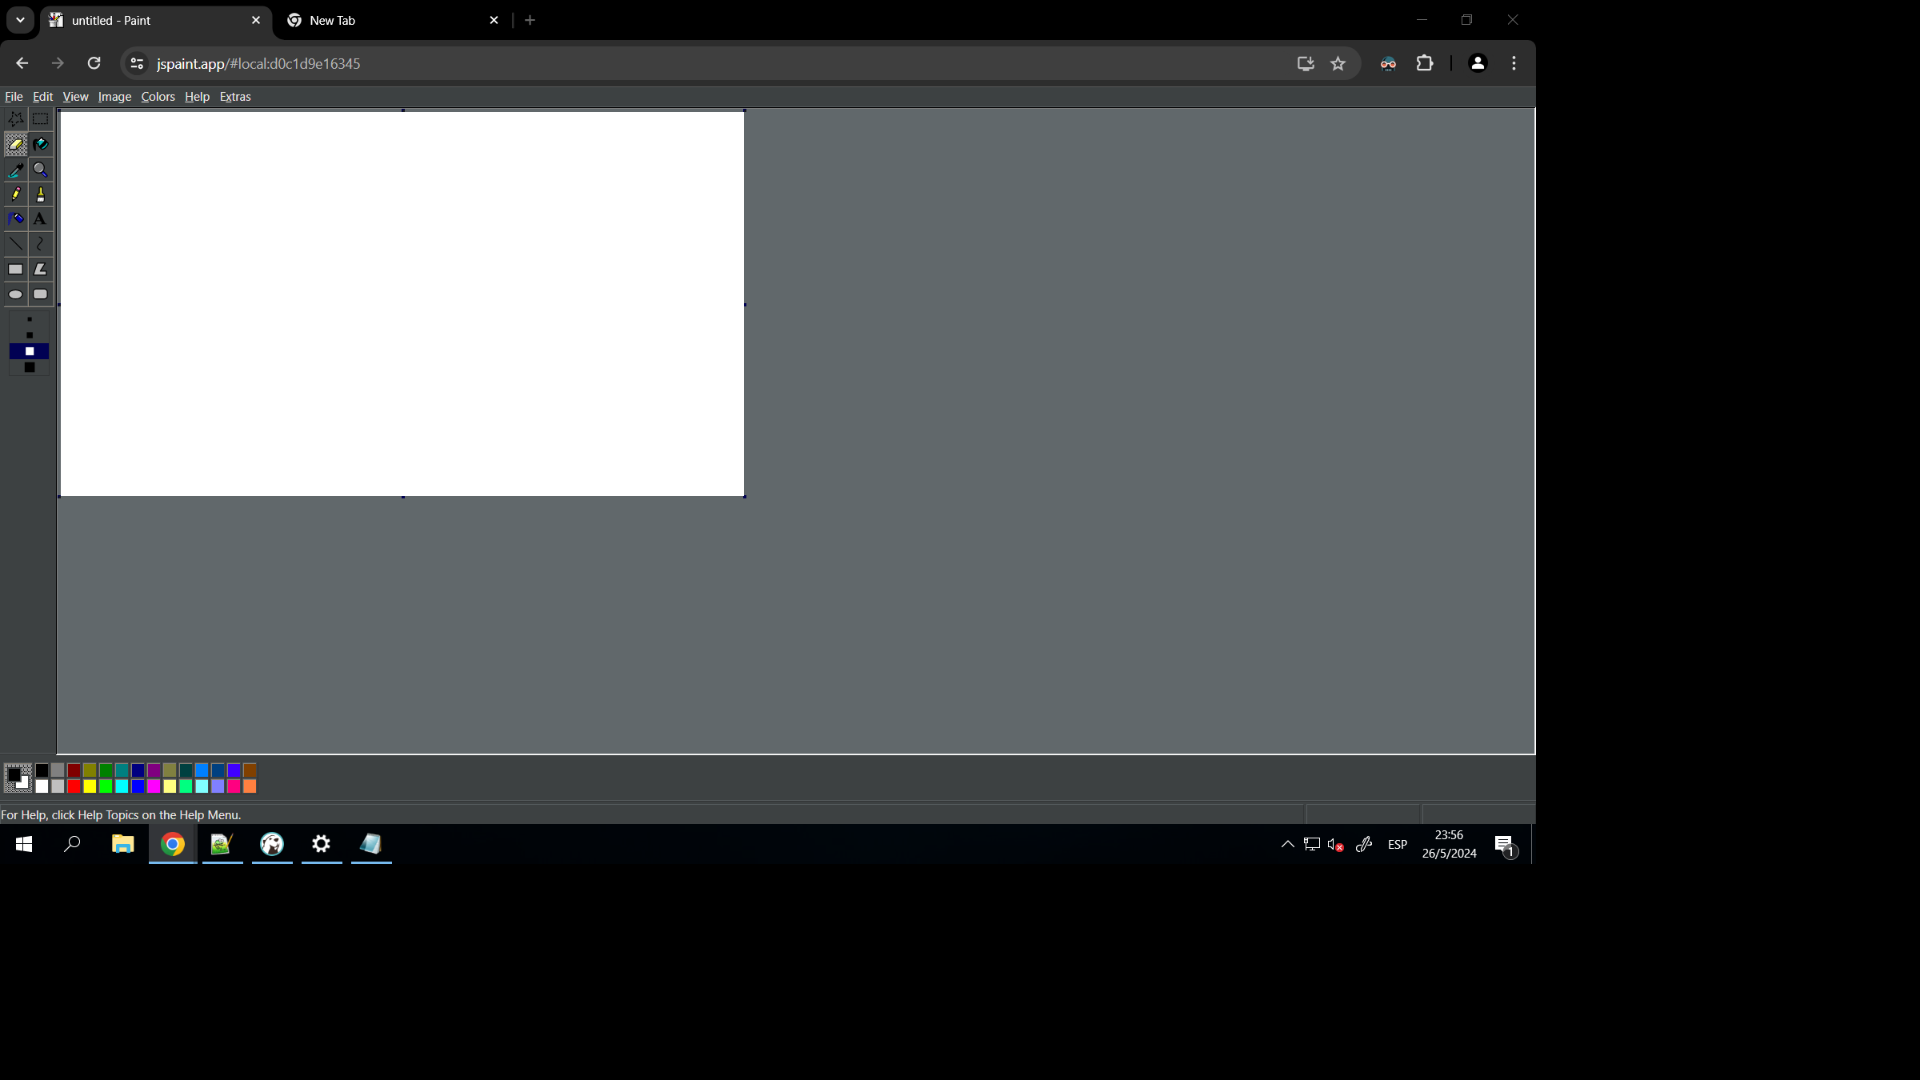 untitled - Paint
New Tab
jspaint.app/#local:d0c1d9e16345
File Edit View Image Colors Help Extras
A
For Help, click Help Topics on the Help Menu.
ESP
23:56
26/5/2024
1